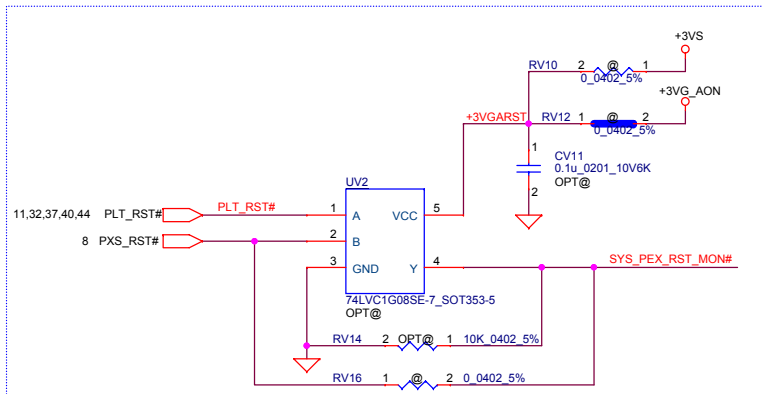 +3VS
RV10 2 @ 1
0_0402_5%
+3VG_AON
+3VGARST RV12 1 @ 2
0_0402_5%
1
CV11
0.1u_0201_10V6K
2 OPT@
UV2
11,32,37,40,44 PLT_RST# PLT_RST# 1 A VCC 5
8 PXS_RST# 2 B
3 GND Y 4 SYS_PEX_RST_MON#
74LVC1G08SE-7_SOT353-5
OPT@
RV14 2 OPT@ 1 10K_0402_5%
RV16 1 @ 2 0_0402_5%